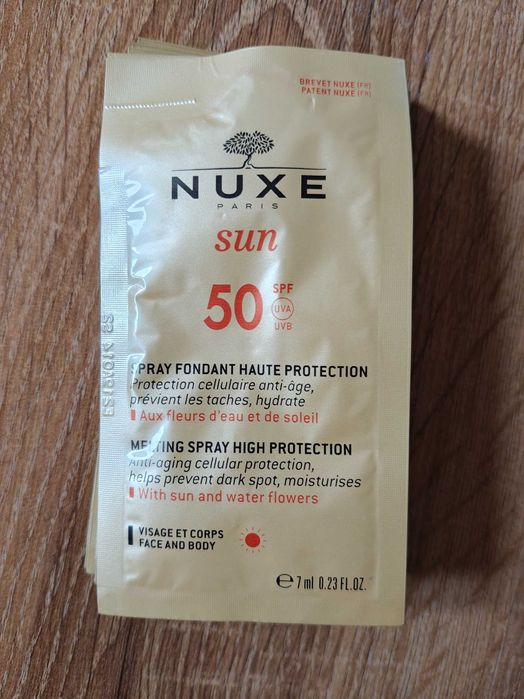 BREVET NUXE (FR)
PATENT NUXE (FR)
NUXE
PARIS
sun
50 SPF
UVA
UVB
SPRAY FONDANT HAUTE PROTECTION
Protection cellulaire anti-âge,
prévient les taches, hydrate
Aux fleurs d'eau et de soleil
MELTING SPRAY HIGH PROTECTION
Anti-aging cellular protection,
helps prevent dark spot, moisturises
With sun and water flowers
VISAGE ET CORPS
FACE AND BODY
℮ 7 ml 0.23 FL.OZ.